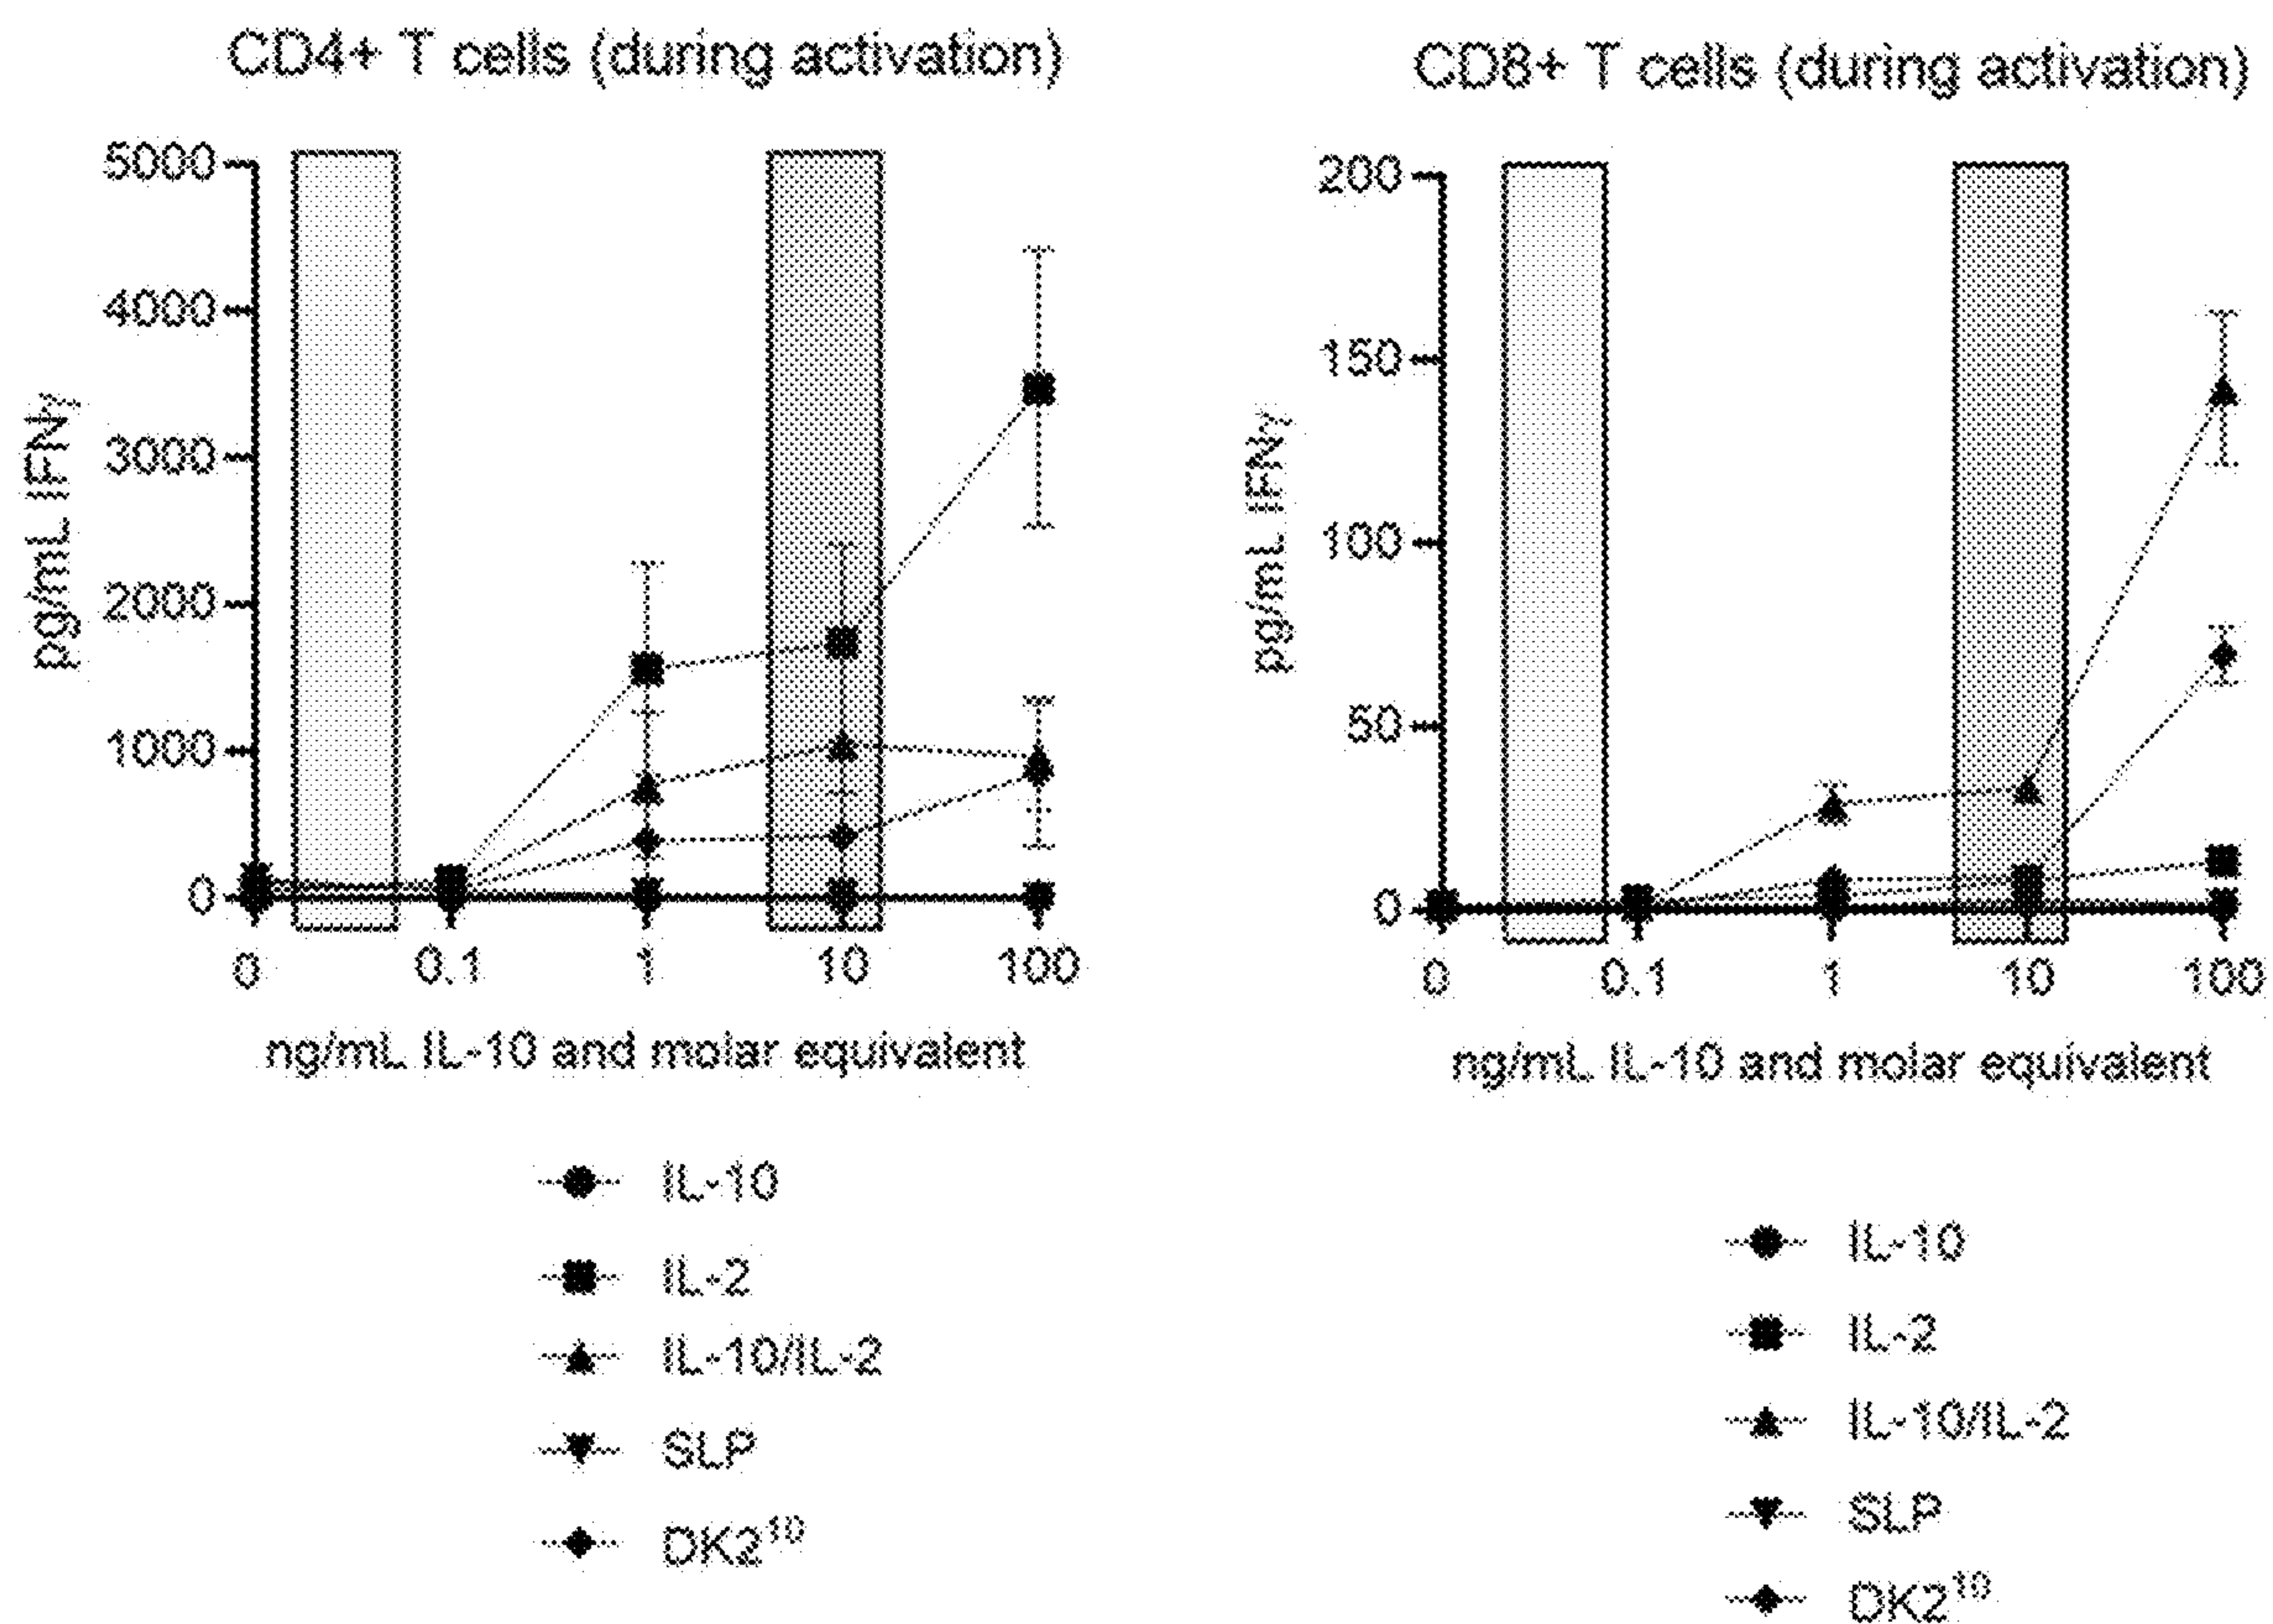 CD4+ T cells (during activation)
5000
4000
3000
2000
1000
0
pg/mL IFNγ
0 0.1 1 10 100
ng/mL IL-10 and molar equivalent
IL-10
IL-2
IL-10/IL-2
SLP
DK2¹⁰
CD8+ T cells (during activation)
200
150
100
50
0
pg/mL IFNγ
0 0.1 1 10 100
ng/mL IL-10 and molar equivalent
IL-10
IL-2
IL-10/IL-2
SLP
DK2¹⁰